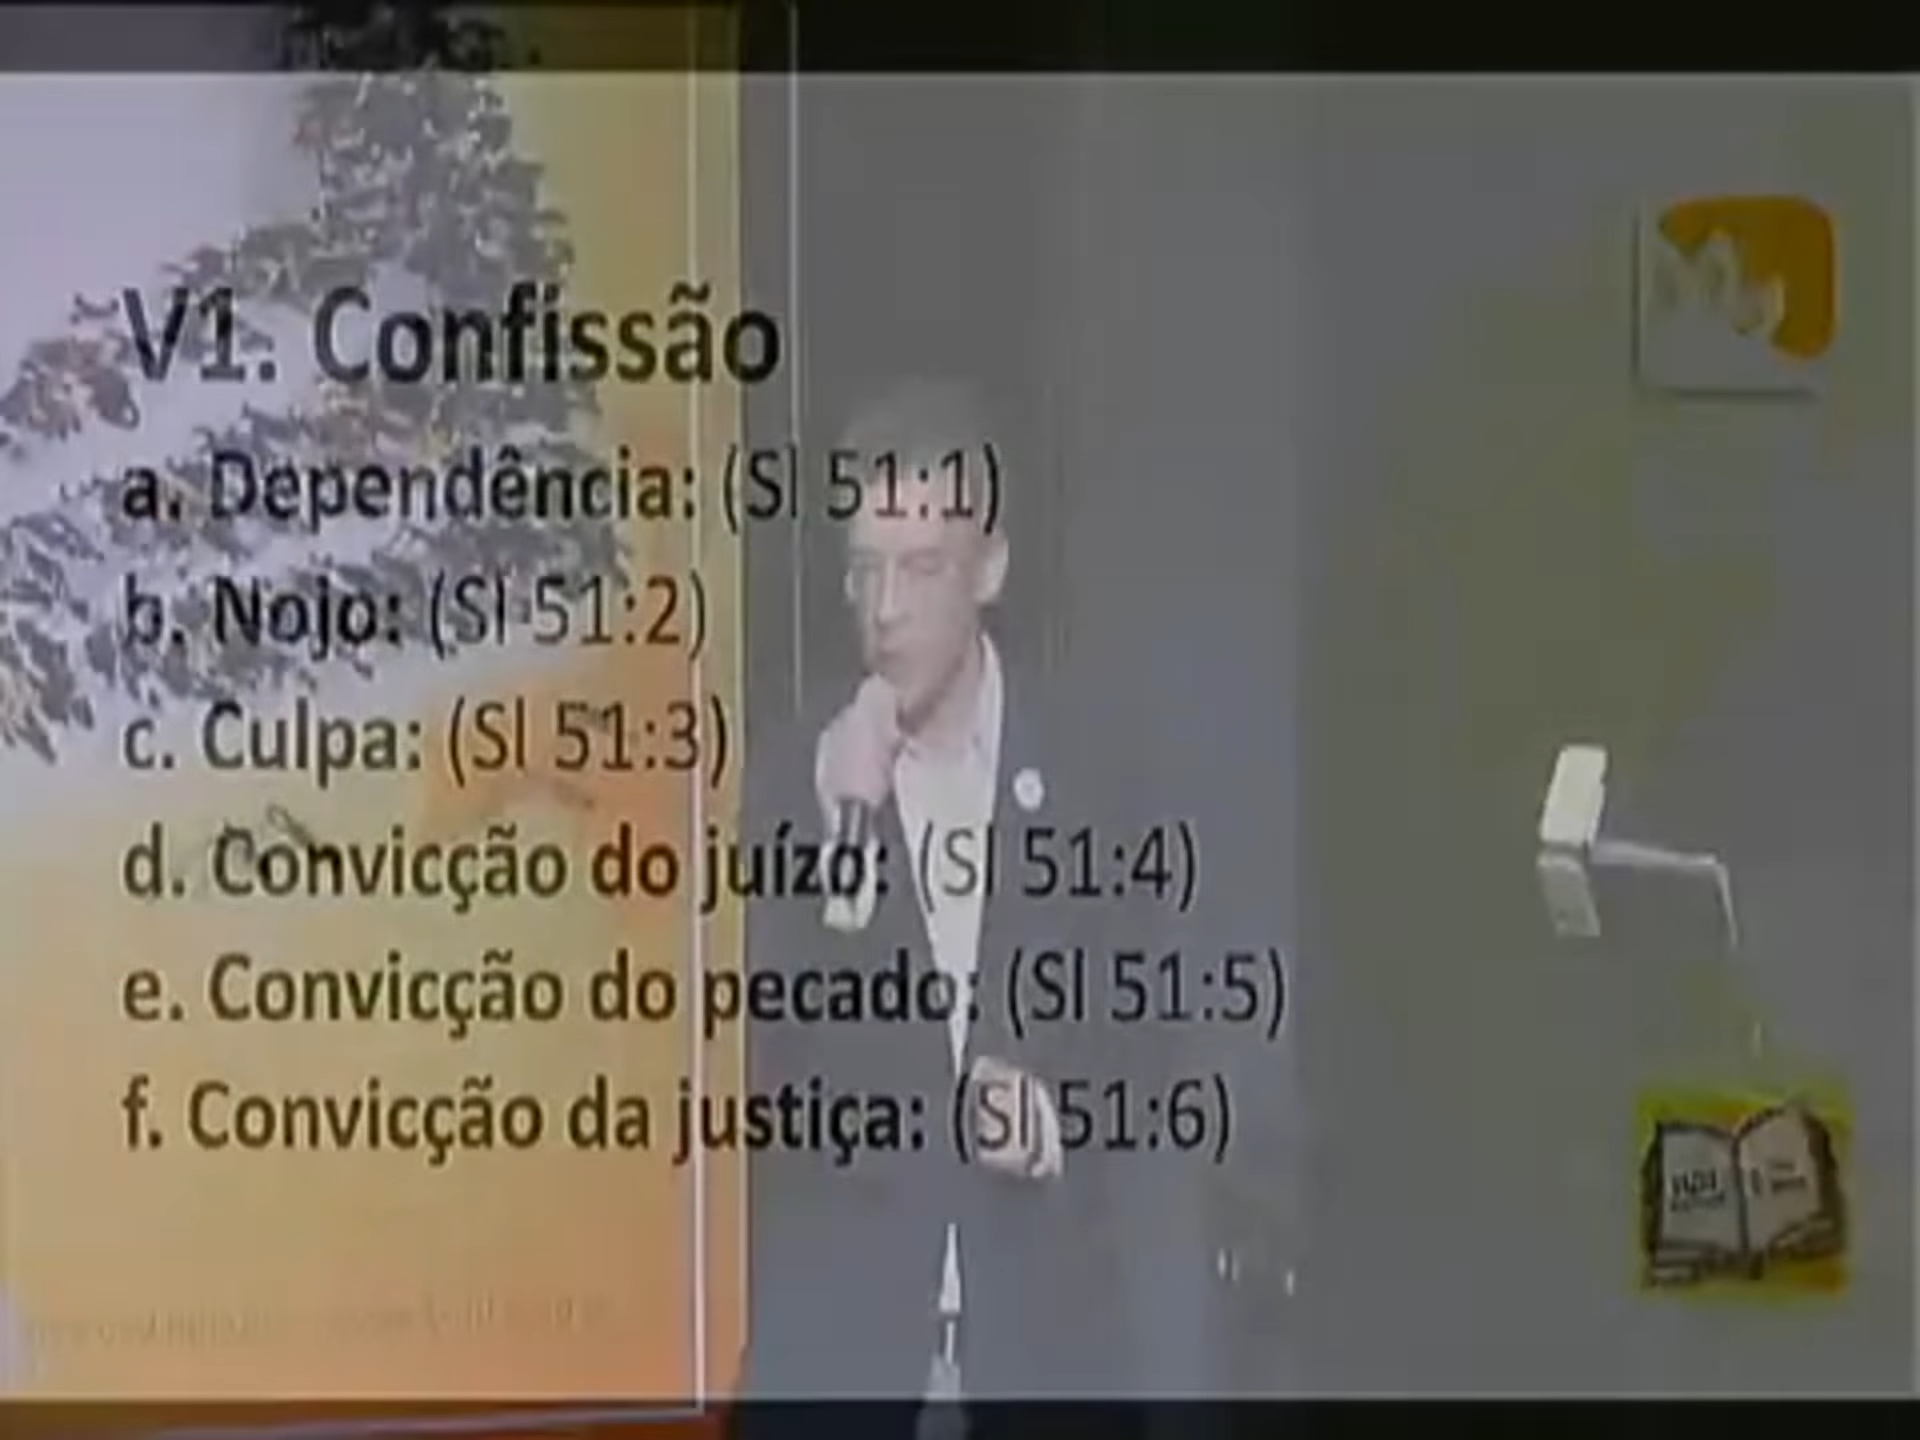 V1. Confissão
a. Dependência: (Sl 51:1)
b. Nojo: (Sl 51:2)
c. Culpa: (Sl 51:3)
d. Convicção do juízo: (Sl 51:4)
e. Convicção do pecado: (Sl 51:5)
f. Convicção da justiça: (Sl 51:6)